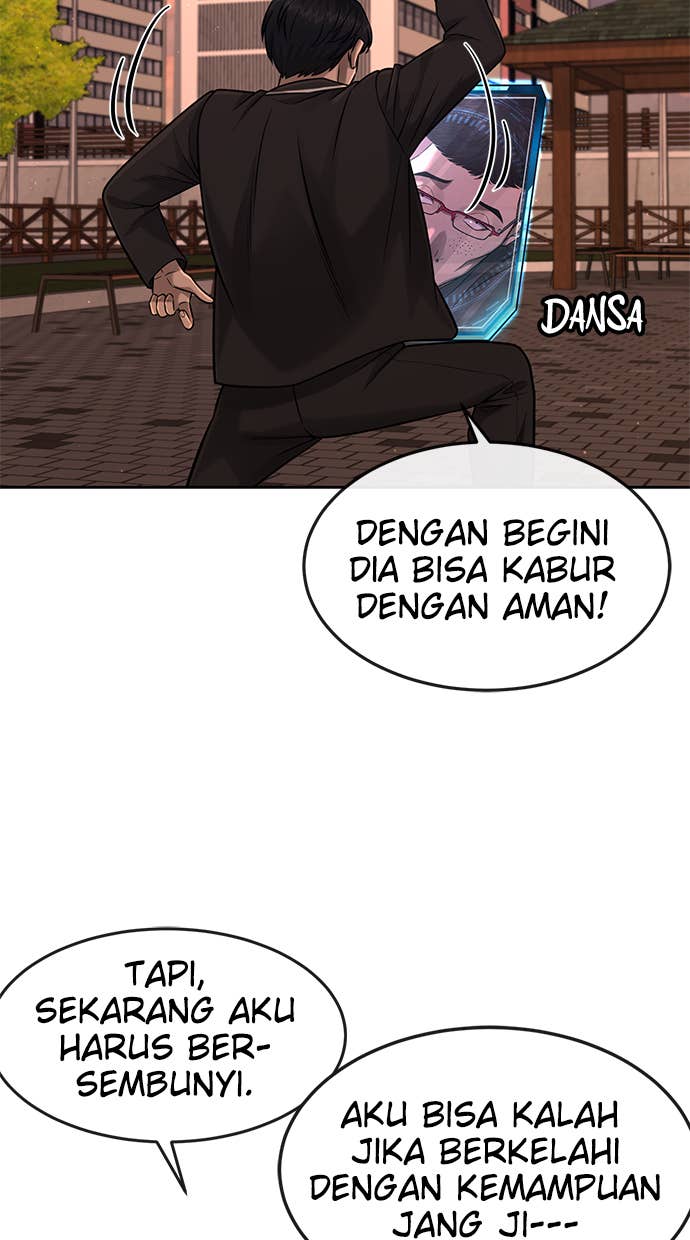 DANSA
DENGAN BEGINI
DIA BISA KABUR
DENGAN AMAN!
TAPI,
SEKARANG AKU
HARUS BER-
SEMBUNYI.
AKU BISA KALAH
JIKA BERKELAHI
DENGAN KEMAMPUAN
JANG JI---